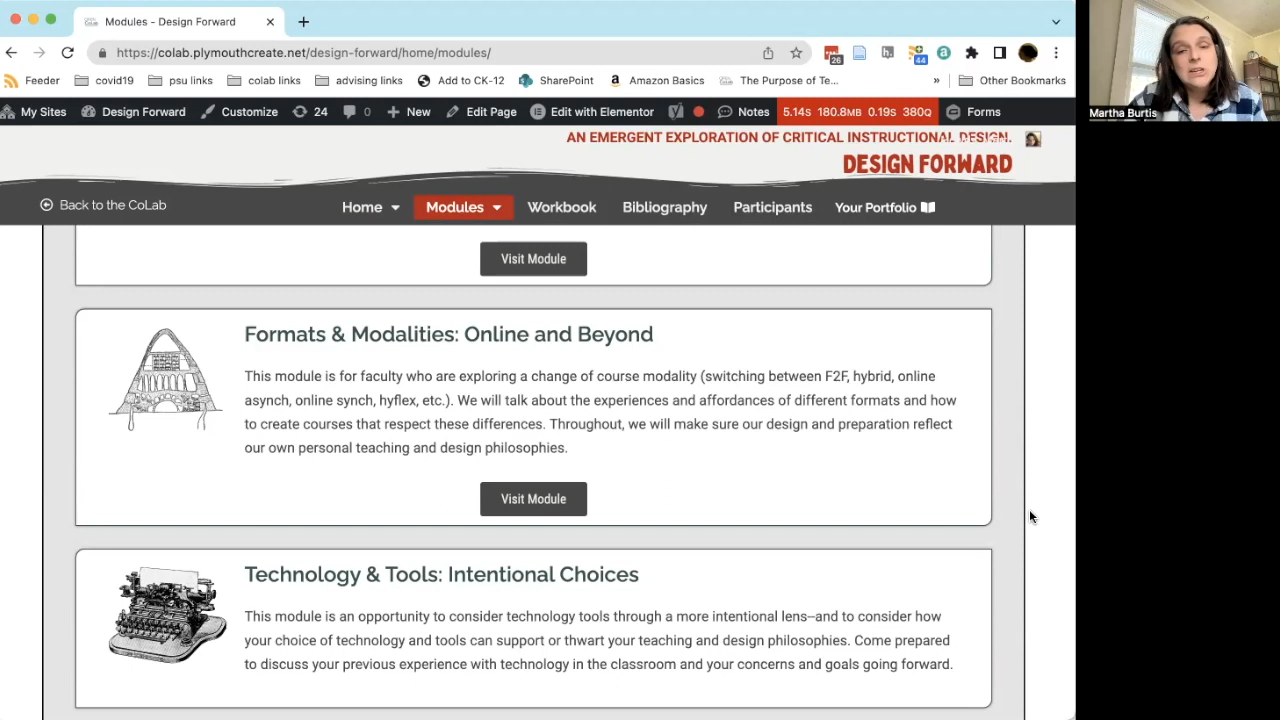 Modules - Design Forward
https://colab.plymouthcreate.net/design-forward/home/modules/
26
h.
44
a
Feeder covid19 psu links colab links advising links Add to CK-12 SharePoint Amazon Basics The Purpose of Te... » Other Bookmarks
My Sites Design Forward Customize 24 0 New Edit Page Edit with Elementor Notes 5.14S 180.8MB 0.19S 380Q Forms
Martha Burtis
AN EMERGENT EXPLORATION OF CRITICAL INSTRUCTIONAL DESIGN.
DESIGN FORWARD
Back to the CoLab Home Modules Workbook Bibliography Participants Your Portfolio
Visit Module
Formats & Modalities: Online and Beyond
This module is for faculty who are exploring a change of course modality (switching between F2F, hybrid, online
asynch, online synch, hyflex, etc.). We will talk about the experiences and affordances of different formats and how
to create courses that respect these differences. Throughout, we will make sure our design and preparation reflect
our own personal teaching and design philosophies.
Visit Module
Technology & Tools: Intentional Choices
This module is an opportunity to consider technology tools through a more intentional lens—and to consider how
your choice of technology and tools can support or thwart your teaching and design philosophies. Come prepared
to discuss your previous experience with technology in the classroom and your concerns and goals going forward.